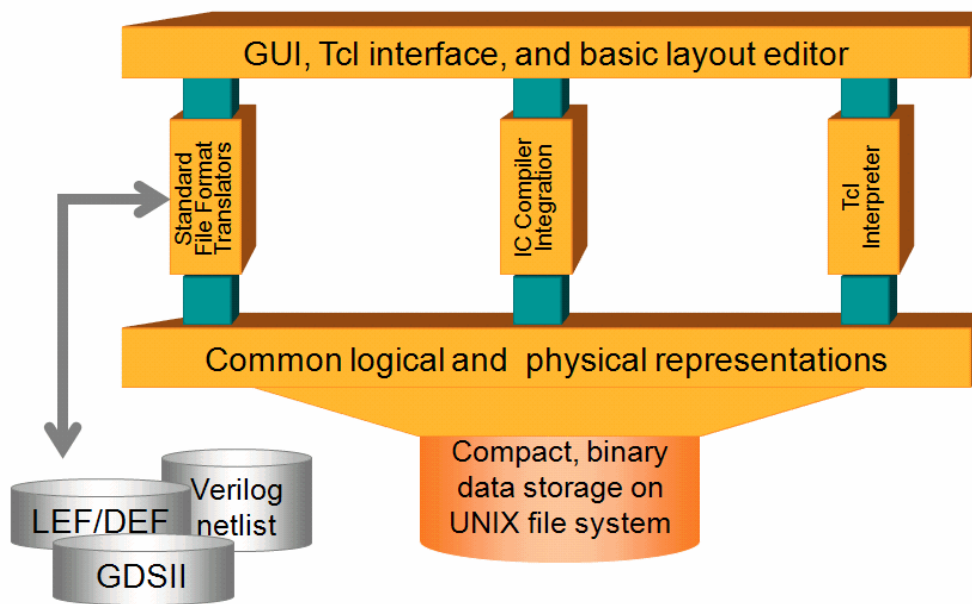 GUI, Tcl interface, and basic layout editor
Standard
File Format
Translators
IC Compiler
Integration
Tcl
Interpreter
Common logical and physical representations
Compact, binary
data storage on
UNIX file system
Verilog
netlist
LEF/DEF
GDSII